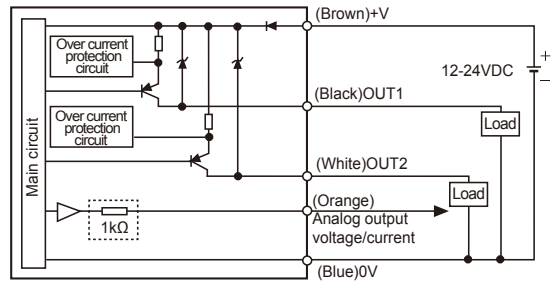 (Brown)+V
Over current
protection
circuit
12-24VDC
+
−
(Black)OUT1
Over current
protection
circuit
Load
Main circuit
(White)OUT2
Load
(Orange)
Analog output
voltage/current
1kΩ
(Blue)0V